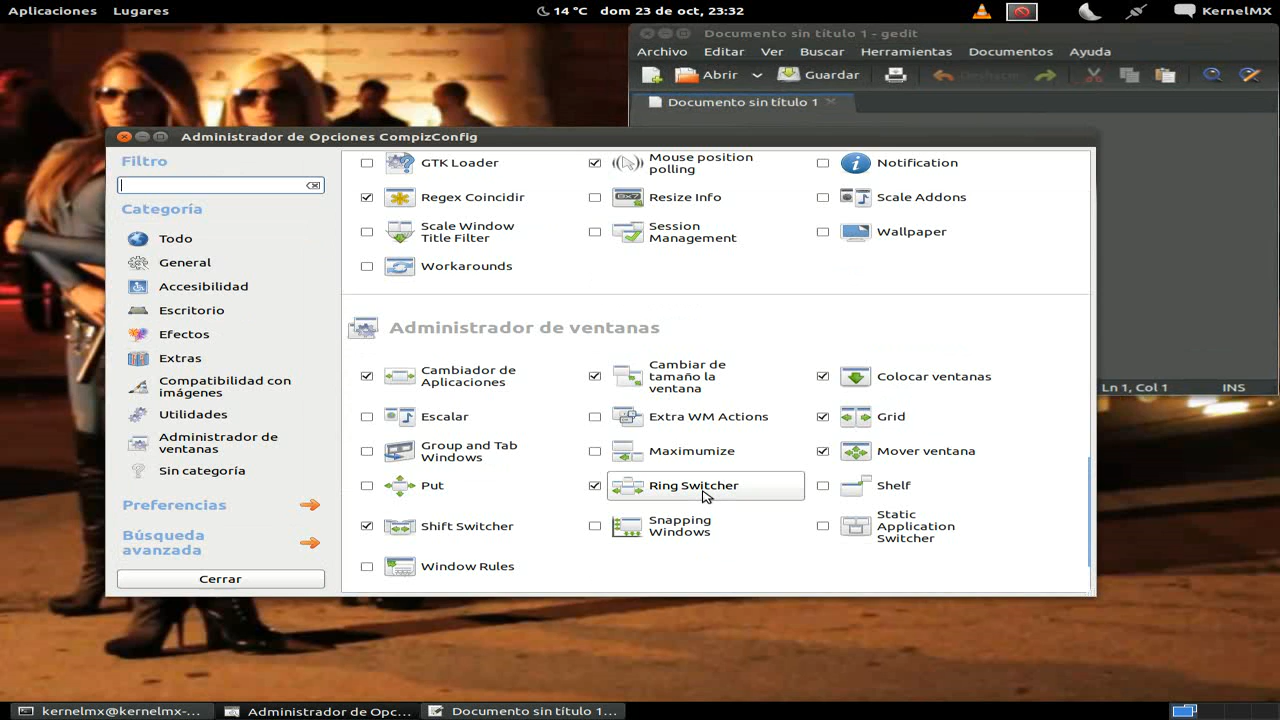 Aplicaciones Lugares 14 °C dom 23 de oct, 23:32 KernelMX
Documento sin título 1 - gedit
Archivo Editar Ver Buscar Herramientas Documentos Ayuda
Abrir Guardar Deshacer
Documento sin título 1
Administrador de Opciones CompizConfig
Filtro
Categoría
Todo
General
Accesibilidad
Escritorio
Efectos
Extras
Compatibilidad con
imágenes
Utilidades
Administrador de
ventanas
Sin categoría
Preferencias
Búsqueda
avanzada
Cerrar
GTK Loader
Mouse position
polling
Notification
Regex Coincidir
Resize Info
Scale Addons
Scale Window
Title Filter
Session
Management
Wallpaper
Workarounds
Administrador de ventanas
Cambiador de
Aplicaciones
Cambiar de
tamaño la
ventana
Colocar ventanas
Escalar
Extra WM Actions
Grid
Group and Tab
Windows
Maximumize
Mover ventana
Put
Ring Switcher
Shelf
Shift Switcher
Snapping
Windows
Static
Application
Switcher
Window Rules
Ln 1, Col 1 INS
kernelmx@kernelmx-... Administrador de Opc... Documento sin título 1...